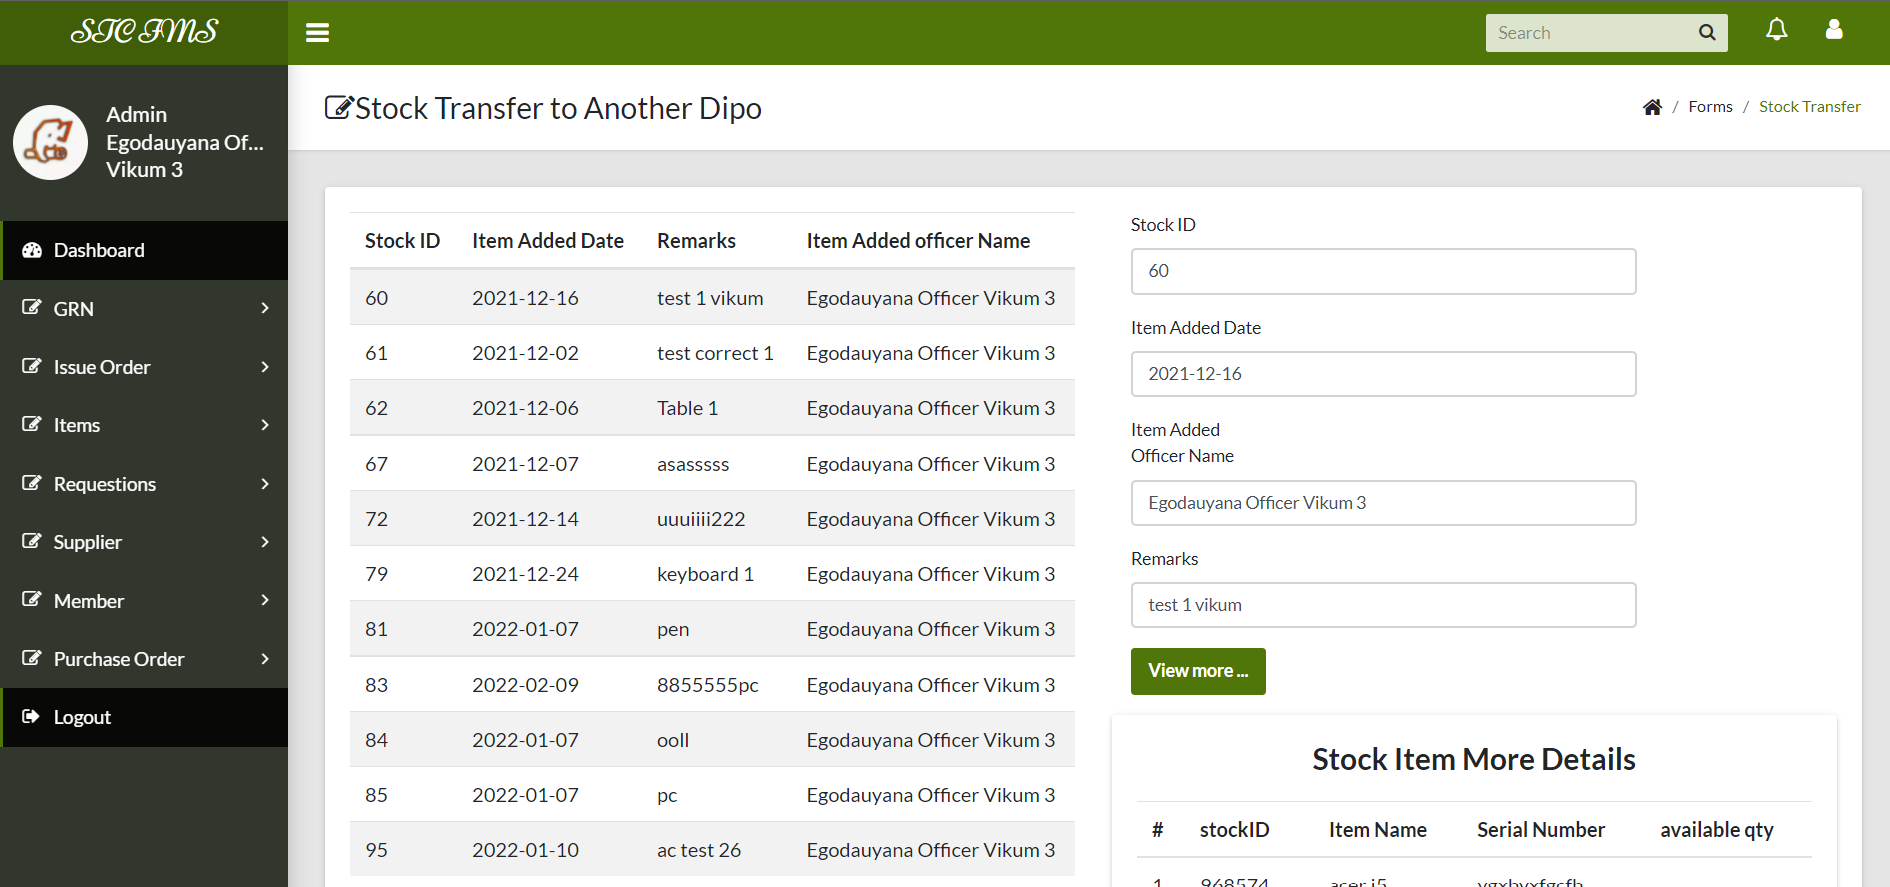 STC FMS
Search
Admin
Egodauyana Of...
Vikum 3
Stock Transfer to Another Dipo
/ Forms / Stock Transfer
Dashboard
GRN
Issue Order
Items
Requestions
Supplier
Member
Purchase Order
Logout
Stock ID Item Added Date Remarks Item Added officer Name
60 2021-12-16 test 1 vikum Egodauyana Officer Vikum 3
61 2021-12-02 test correct 1 Egodauyana Officer Vikum 3
62 2021-12-06 Table 1 Egodauyana Officer Vikum 3
67 2021-12-07 asasssss Egodauyana Officer Vikum 3
72 2021-12-14 uuuiiii222 Egodauyana Officer Vikum 3
79 2021-12-24 keyboard 1 Egodauyana Officer Vikum 3
81 2022-01-07 pen Egodauyana Officer Vikum 3
83 2022-02-09 8855555pc Egodauyana Officer Vikum 3
84 2022-01-07 ooll Egodauyana Officer Vikum 3
85 2022-01-07 pc Egodauyana Officer Vikum 3
95 2022-01-10 ac test 26 Egodauyana Officer Vikum 3
Stock ID
60
Item Added Date
2021-12-16
Item Added
Officer Name
Egodauyana Officer Vikum 3
Remarks
test 1 vikum
View more ...
Stock Item More Details
# stockID Item Name Serial Number available qty
1 968574 acer i5